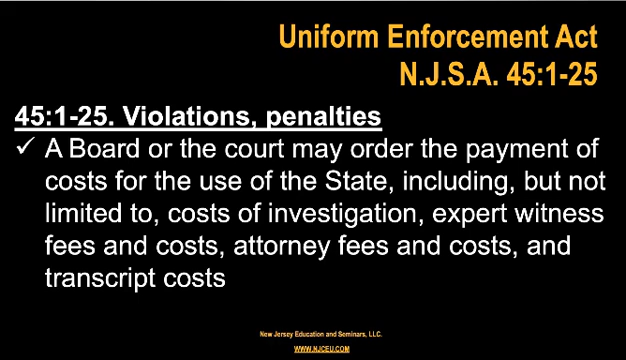 Uniform Enforcement Act
N.J.S.A. 45:1-25
45:1-25. Violations, penalties
✓ A Board or the court may order the payment of
costs for the use of the State, including, but not
limited to, costs of investigation, expert witness
fees and costs, attorney fees and costs, and
transcript costs
New Jersey Education and Seminars, LLC.
WWW.NJCEU.COM